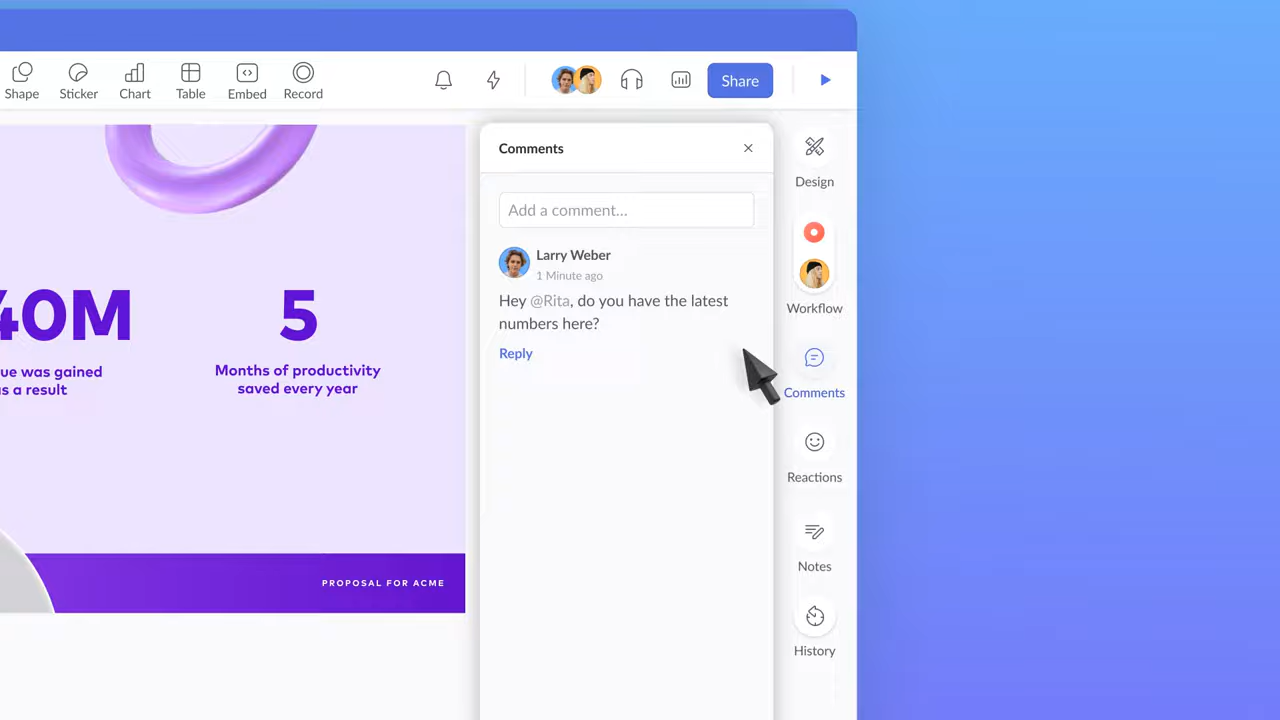 Shape
Sticker
Chart
Table
Embed
Record
Share
40M
ue was gained
s a result
5
Months of productivity
saved every year
PROPOSAL FOR ACME
Comments
Add a comment...
Larry Weber
1 Minute ago
Hey @Rita, do you have the latest
numbers here?
Reply
Design
Workflow
Comments
Reactions
Notes
History